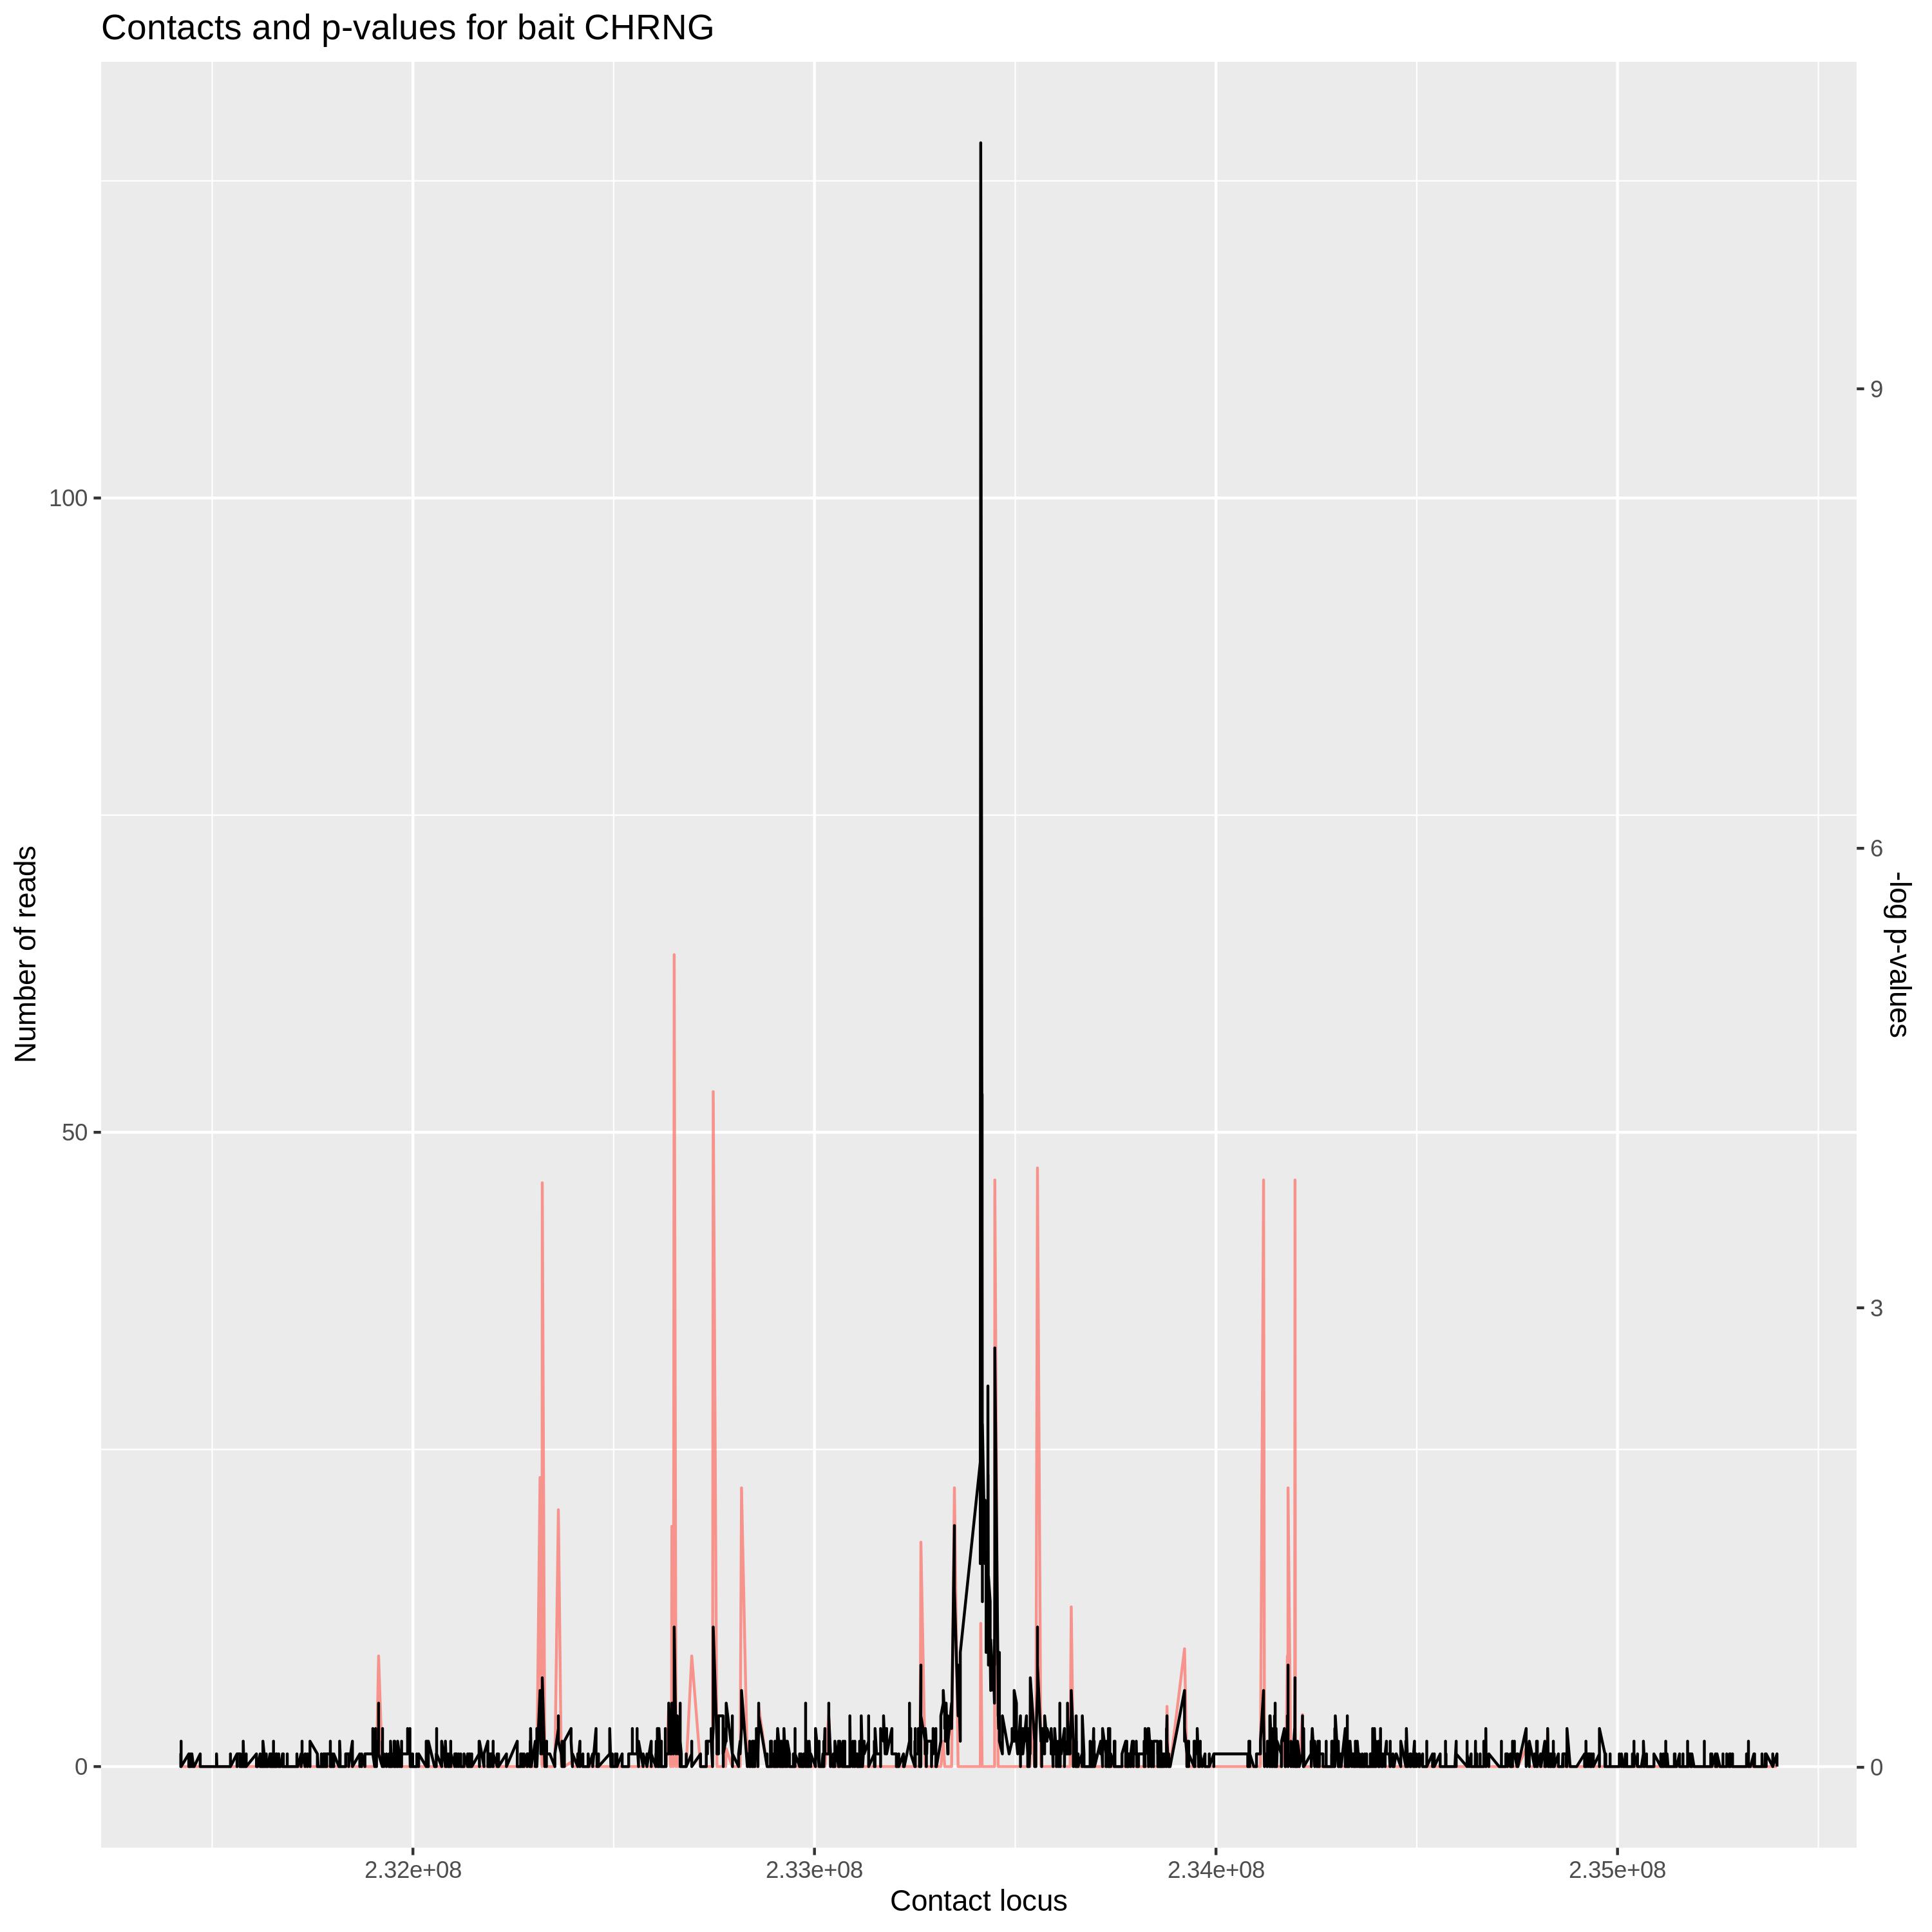 Contacts and p-values for bait CHRNG
Number of reads
100
50
0
9
6
3
0
-log p-values
2.32e+08
2.33e+08
2.34e+08
2.35e+08
Contact locus